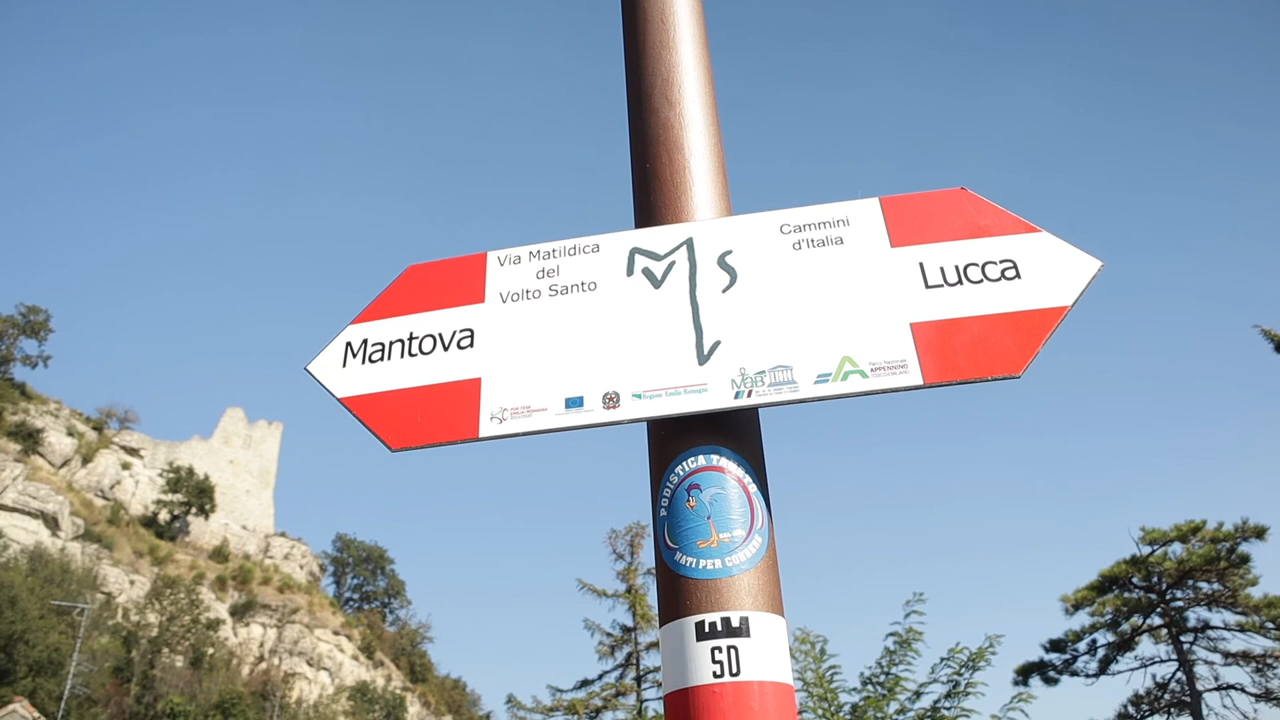 Via Matildica
del
Volto Santo
Cammini
d'Italia
Mantova
Lucca
Regione Emilia Romagna
MaB
Parco Nazionale
APPENNINO
TOSCO-EMILIANO
PODISTICA
NATI PER CORRERE
SD